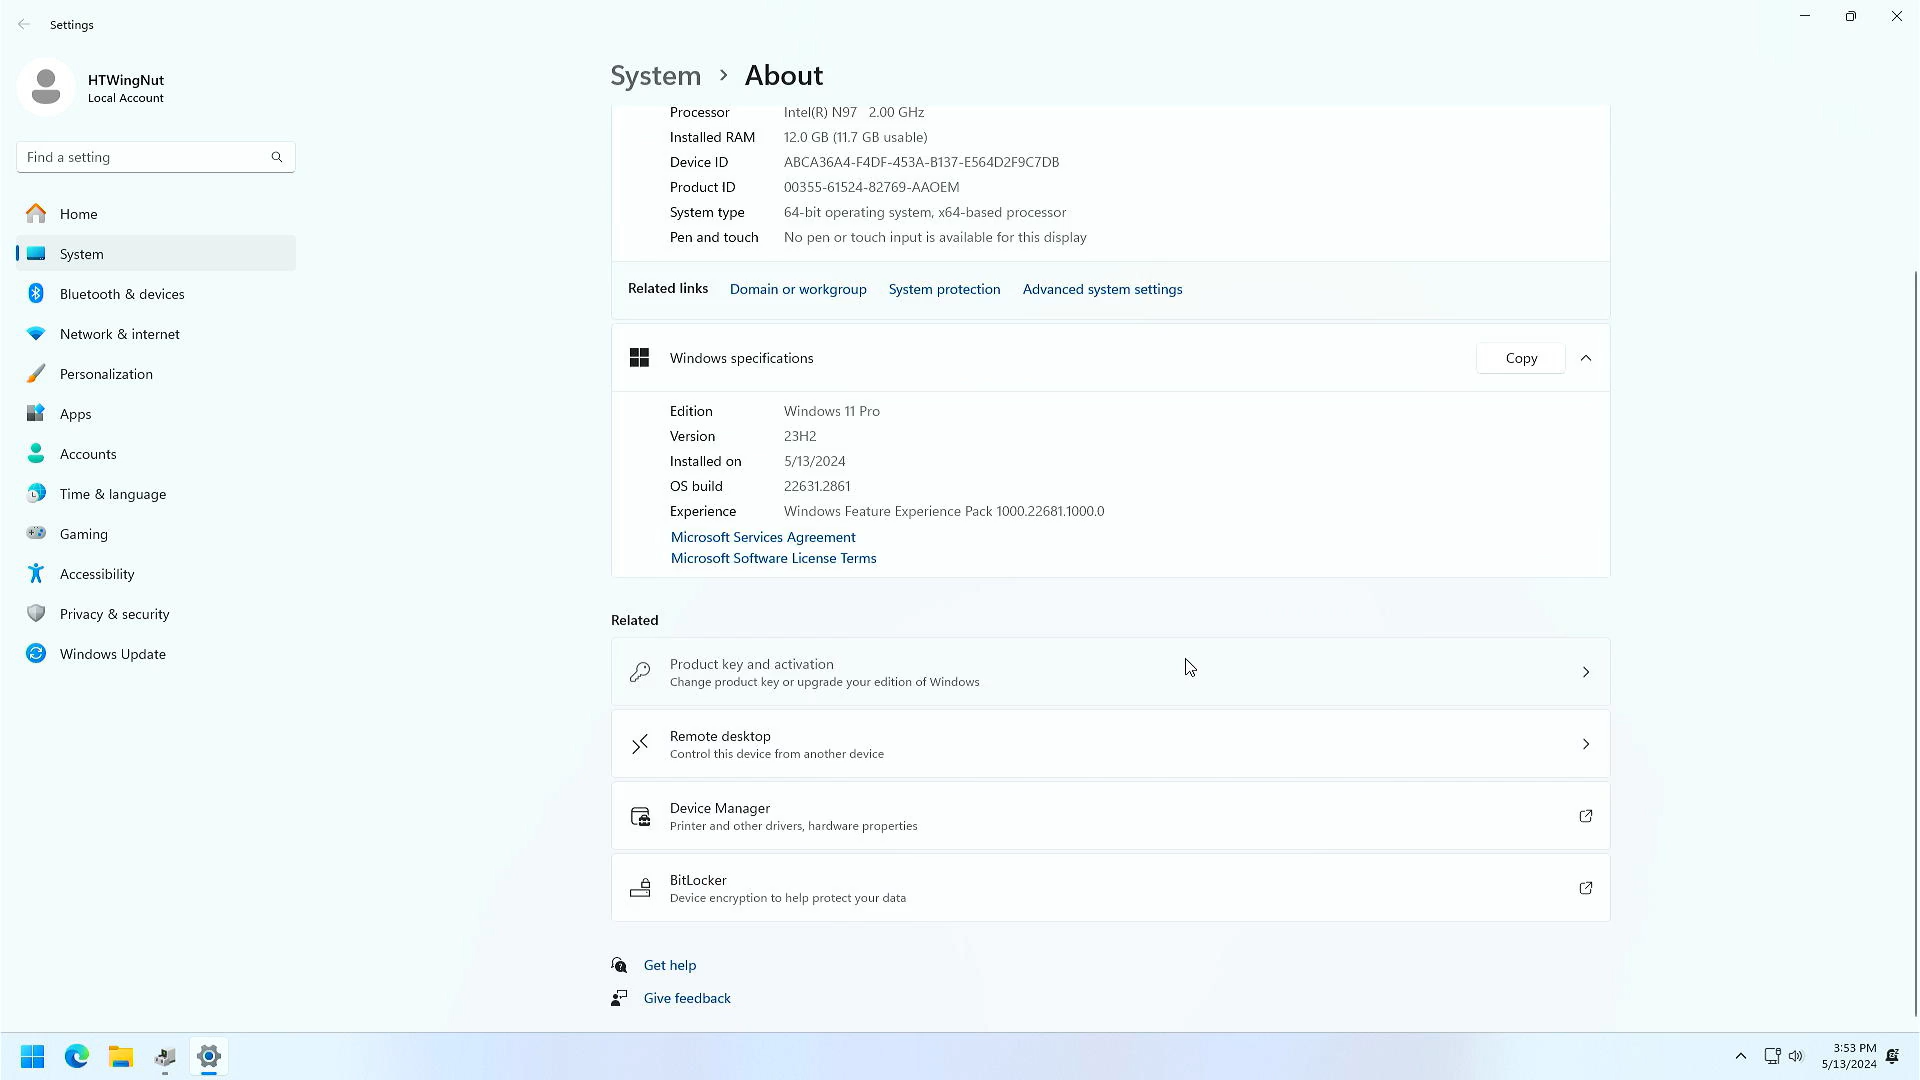 Settings
HTWingNut
Local Account
Find a setting
Home
System
Bluetooth & devices
Network & internet
Personalization
Apps
Accounts
Time & language
Gaming
Accessibility
Privacy & security
Windows Update
System > About
Processor Intel(R) N97 2.00 GHz
Installed RAM 12.0 GB (11.7 GB usable)
Device ID ABCA36A4-F4DF-453A-B137-E564D2F9C7DB
Product ID 00355-61524-82769-AAOEM
System type 64-bit operating system, x64-based processor
Pen and touch No pen or touch input is available for this display
Related links Domain or workgroup System protection Advanced system settings
Windows specifications Copy
Edition Windows 11 Pro
Version 23H2
Installed on 5/13/2024
OS build 22631.2861
Experience Windows Feature Experience Pack 1000.22681.1000.0
Microsoft Services Agreement
Microsoft Software License Terms
Related
Product key and activation
Change product key or upgrade your edition of Windows
Remote desktop
Control this device from another device
Device Manager
Printer and other drivers, hardware properties
BitLocker
Device encryption to help protect your data
Get help
Give feedback
3:53 PM
5/13/2024